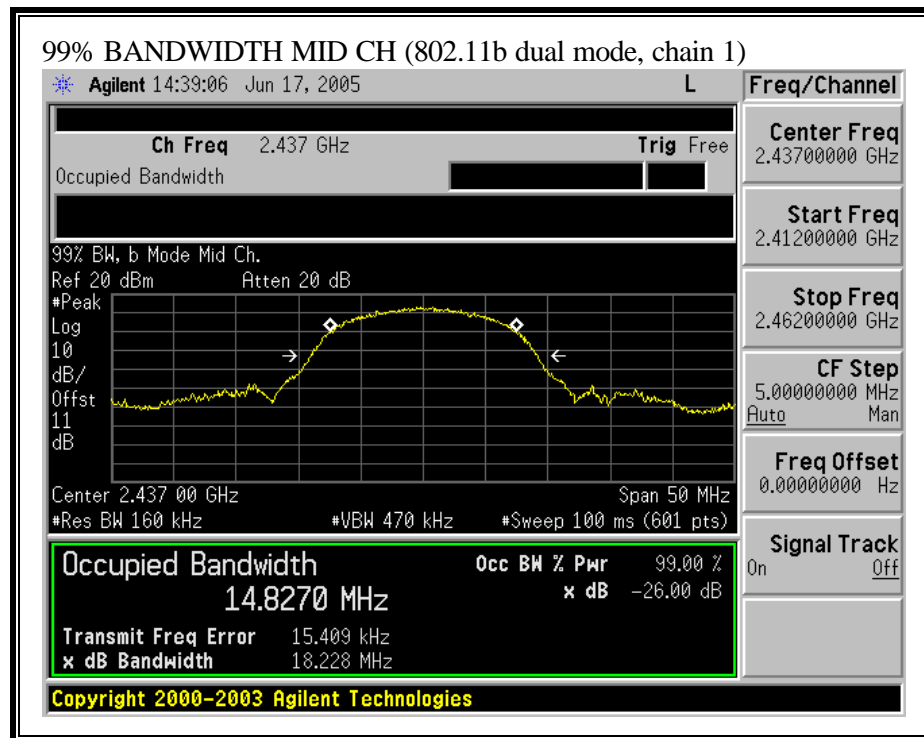 99% BANDWIDTH MID CH (802.11b dual mode, chain 1)
Agilent 14:39:06 Jun 17, 2005 L
Freq/Channel
Ch Freq 2.437 GHz Trig Free
Occupied Bandwidth
Center Freq
2.43700000 GHz
Start Freq
2.41200000 GHz
Stop Freq
2.46200000 GHz
CF Step
5.00000000 MHz
Auto Man
Freq Offset
0.00000000 Hz
Signal Track
On Off
99% BW, b Mode Mid Ch.
Ref 20 dBm Atten 20 dB
#Peak
Log
10
dB/
Offst
11
dB
Center 2.437 00 GHz Span 50 MHz
#Res BW 160 kHz #VBW 470 kHz #Sweep 100 ms (601 pts)
Occupied Bandwidth Occ BW % Pwr 99.00 %
14.8270 MHz x dB -26.00 dB
Transmit Freq Error 15.409 kHz
x dB Bandwidth 18.228 MHz
Copyright 2000-2003 Agilent Technologies